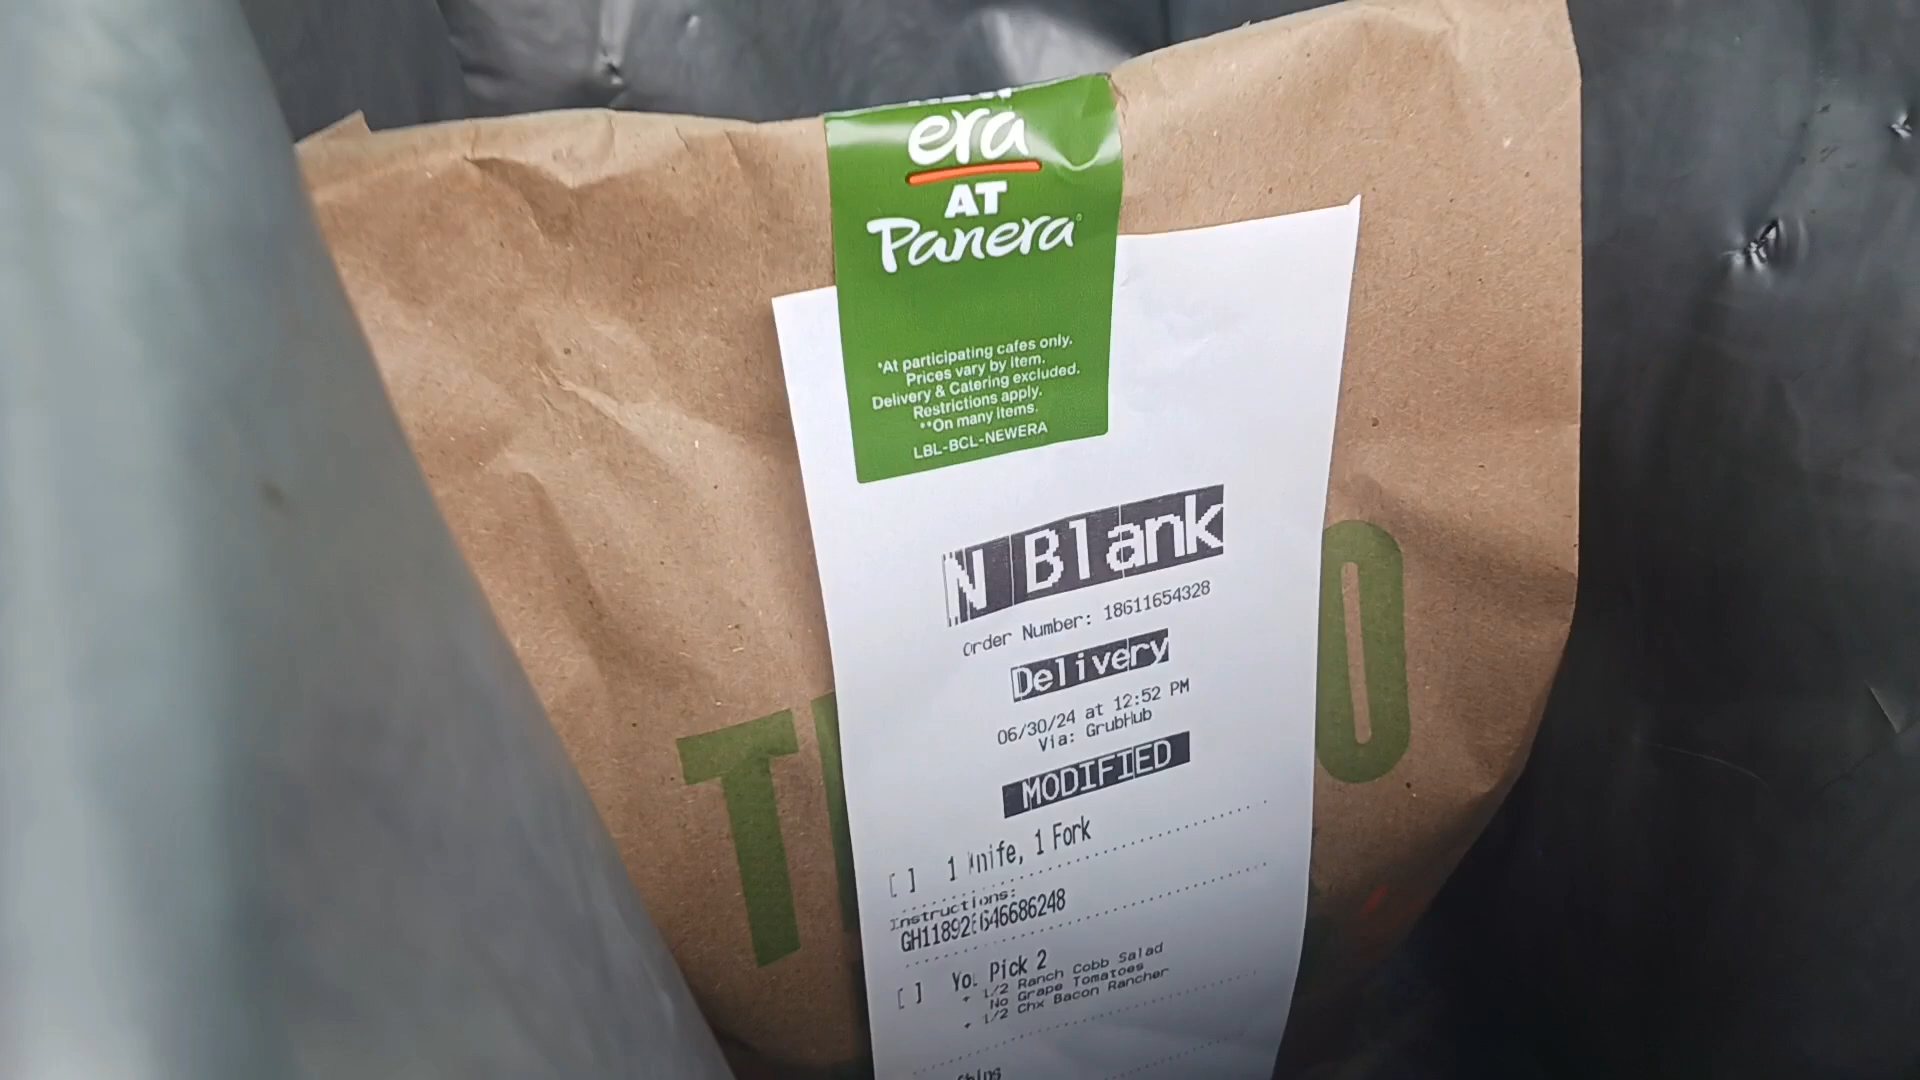 era
AT
Panera
*At participating cafes only.
Prices vary by item.
Delivery & Catering excluded.
Restrictions apply.
**On many items.
LBL-BCL-NEWERA
N Blank
Order Number: 18611654328
Delivery
06/30/24 at 12:52 PM
Via: GrubHub
MODIFIED
[ ] 1 Knife, 1 Fork
Instructions:
[ ] You Pick 2
+ 1/2 Ranch Cobb Salad
No Grape Tomatoes
+ 1/2 Chx Bacon Rancher